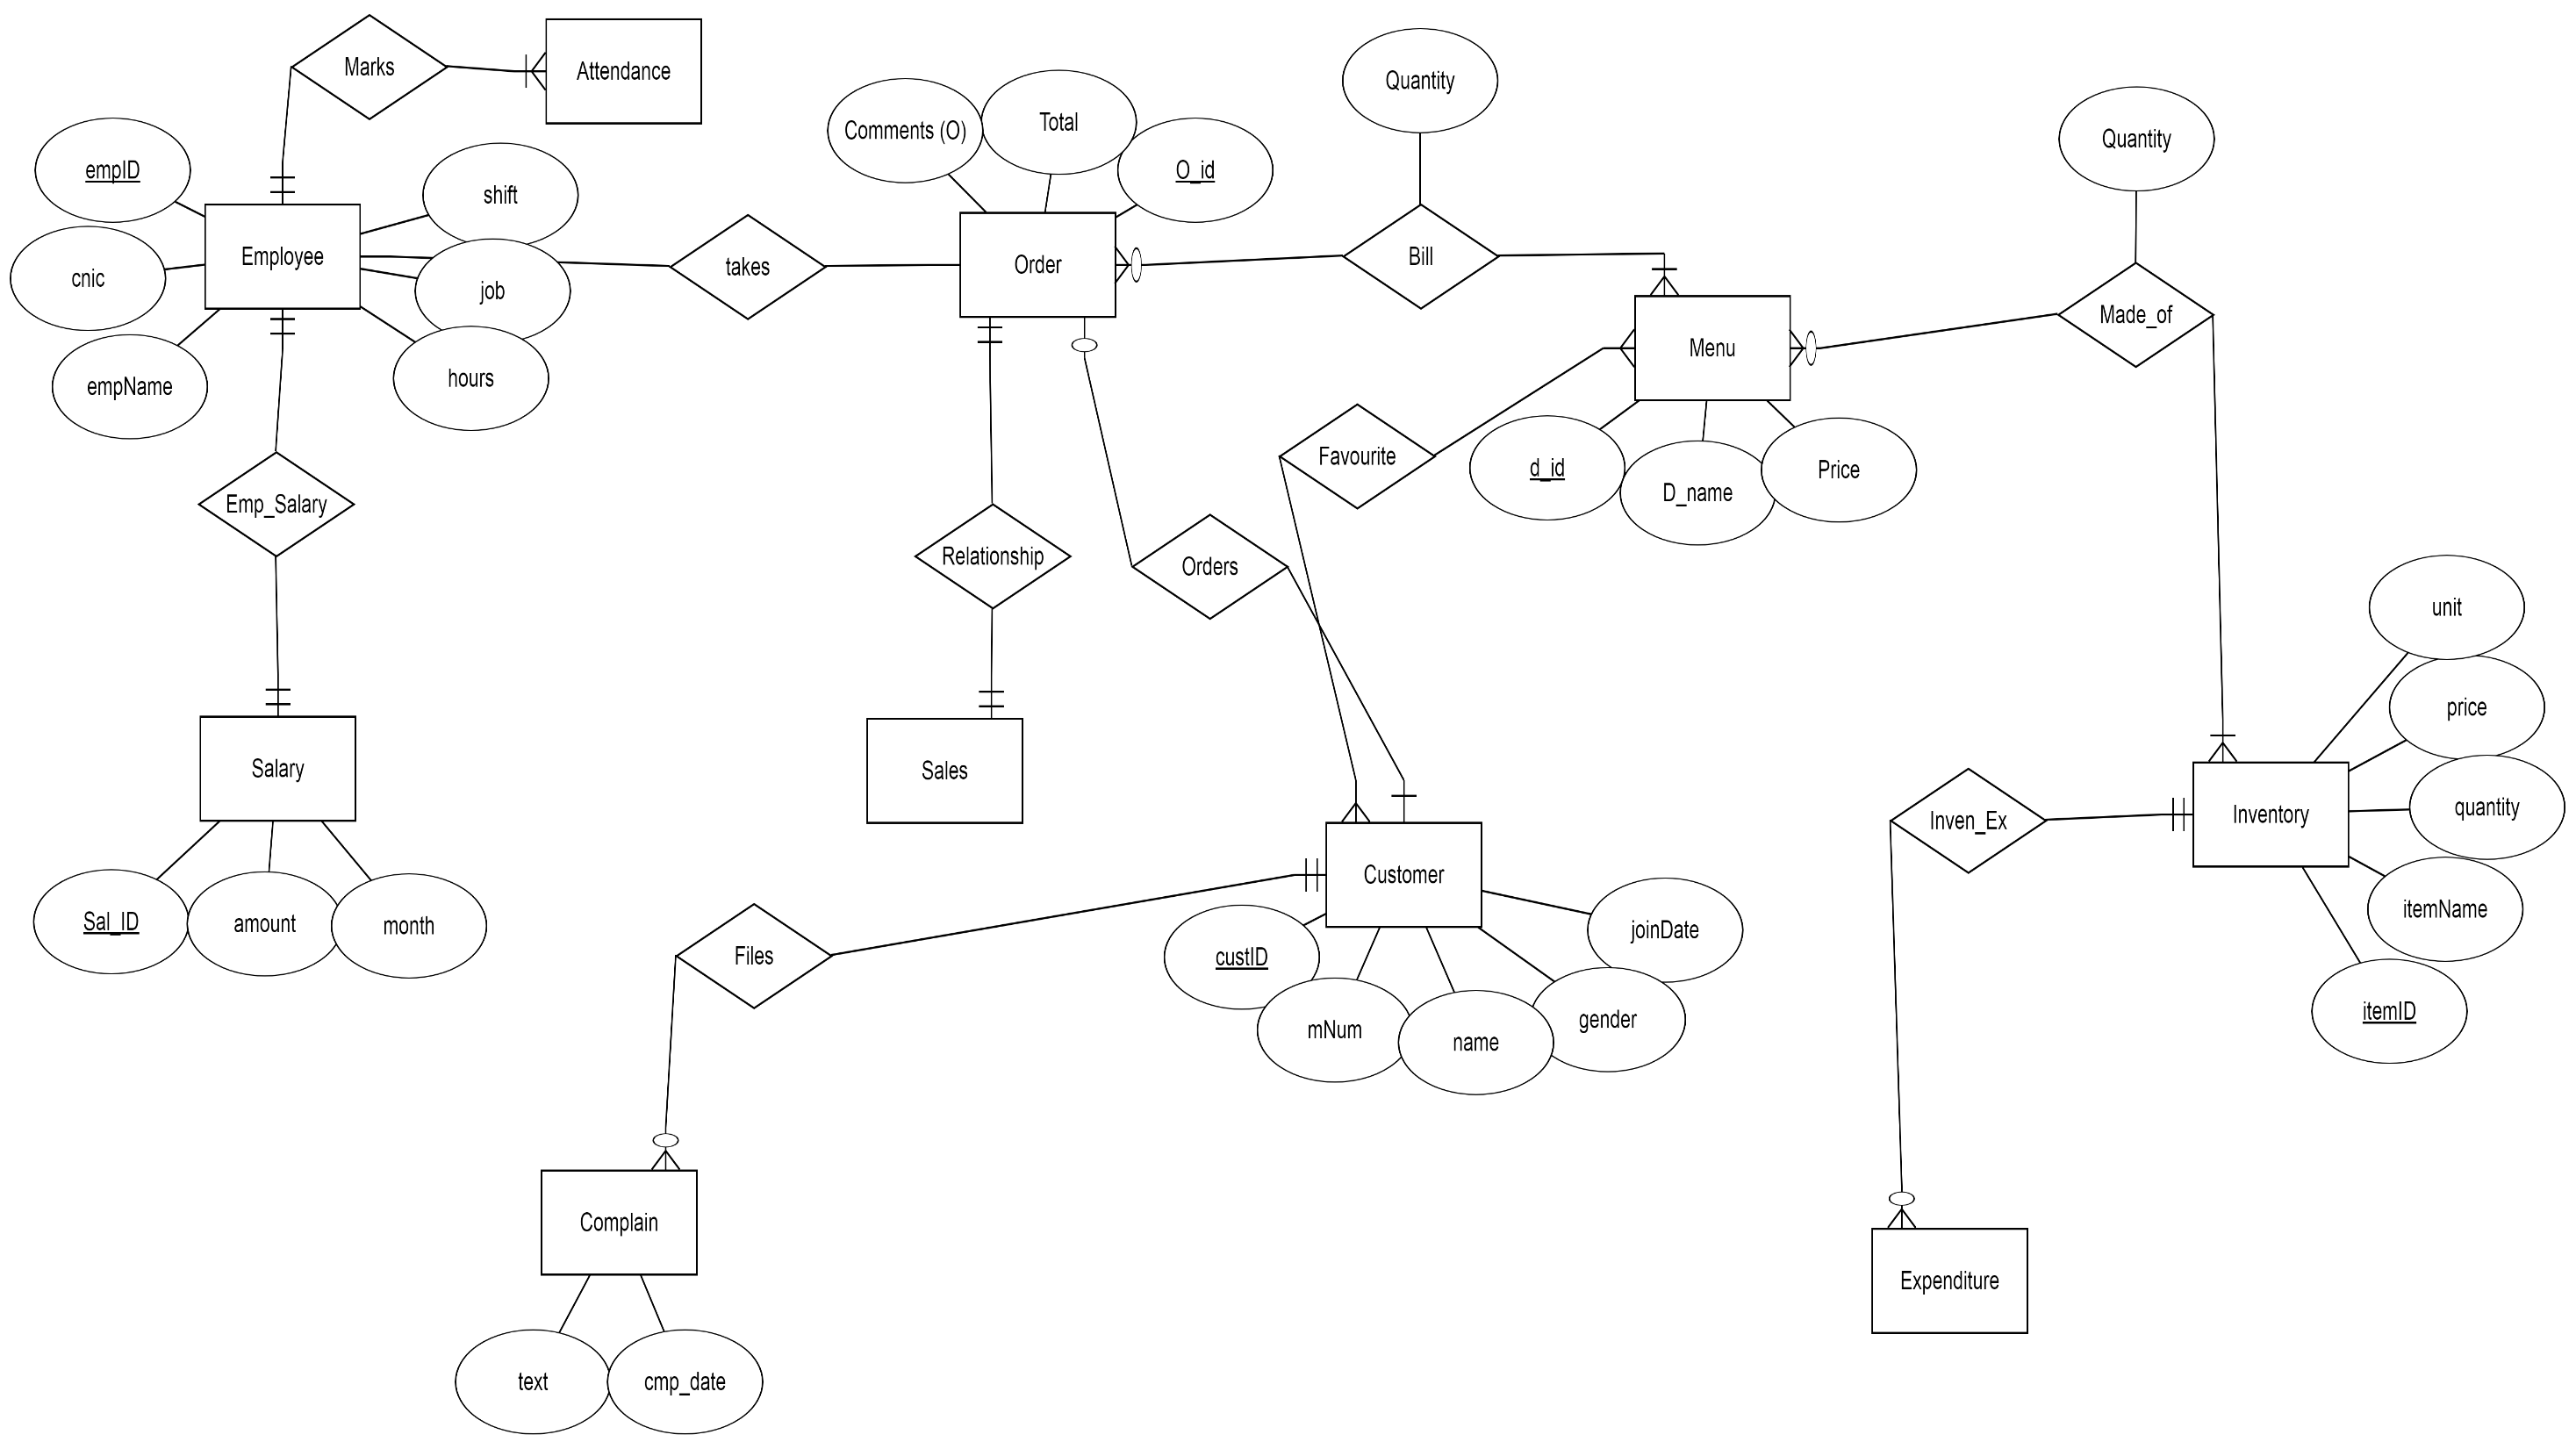 Marks
Attendance
Quantity
Comments (O)
Total
O_id
Quantity
empID
shift
cnic
Employee
job
takes
Order
Bill
Menu
Made_of
empName
hours
Favourite
d_id
D_name
Price
Emp_Salary
Relationship
Orders
unit
price
Salary
Sales
Inven_Ex
Inventory
quantity
itemName
itemID
Customer
Sal_ID
amount
month
Files
custID
mNum
name
gender
joinDate
Complain
Expenditure
text
cmp_date